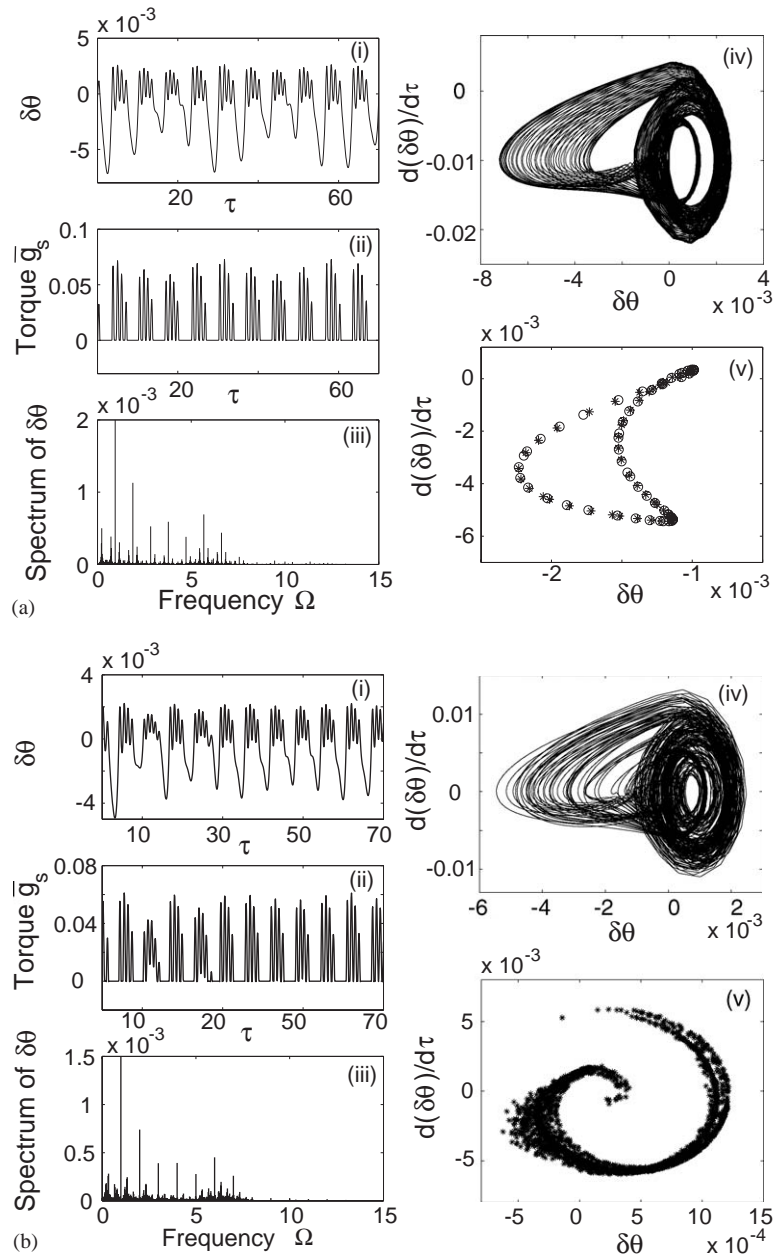 x 10⁻³
(i)
5
0
-5
δθ
20 τ 60
0.1
(ii)
0.05
0
Torque g̅ₛ
20 τ 60
x 10⁻³
2
(iii)
1
0
Spectrum of δθ
0 5 10 15
Frequency Ω
(iv)
0
-0.01
-0.02
d(δθ)/dτ
-8 -4 0 4
δθ x 10⁻³
x 10⁻³
(v)
0
-2
-4
-6
d(δθ)/dτ
-2 -1
δθ x 10⁻³
(a)
x 10⁻³
4
(i)
0
-4
δθ
10 30 50 70
τ
0.08
(ii)
0.04
0
Torque g̅ₛ
10 20 50 70
τ
x 10⁻³
1.5
(iii)
1
0.5
0
Spectrum of δθ
0 5 10 15
Frequency Ω
(iv)
0.01
0
-0.01
d(δθ)/dτ
-6 -4 -2 0 2
δθ x 10⁻³
x 10⁻³
(v)
5
0
-5
d(δθ)/dτ
-5 0 5 10 15
δθ x 10⁻⁴
(b)